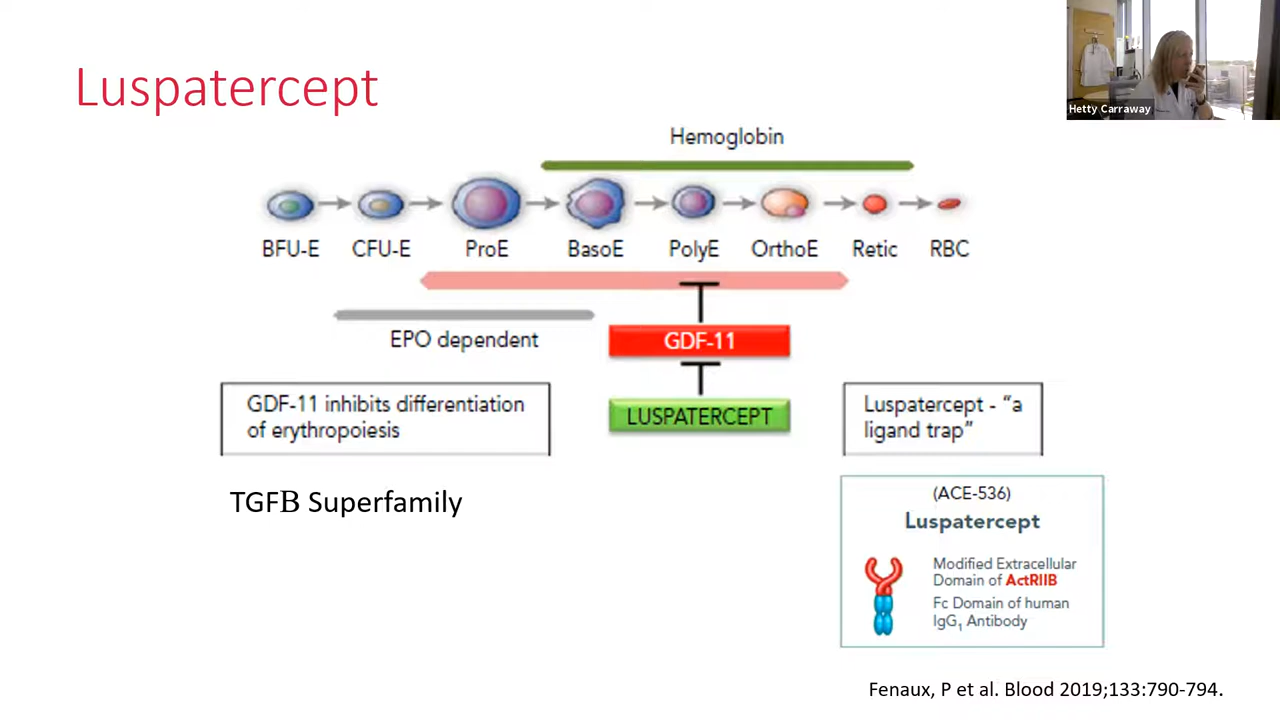 Luspatercept
Hetty Carraway
Hemoglobin
BFU-E CFU-E ProE BasoE PolyE OrthoE Retic RBC
EPO dependent
GDF-11
LUSPATERCEPT
GDF-11 inhibits differentiation
of erythropoiesis
Luspatercept - “a
ligand trap”
TGFB Superfamily
(ACE-536)
Luspatercept
Modified Extracellular
Domain of ActRIIB
Fc Domain of human
IgG₁ Antibody
Fenaux, P et al. Blood 2019;133:790-794.